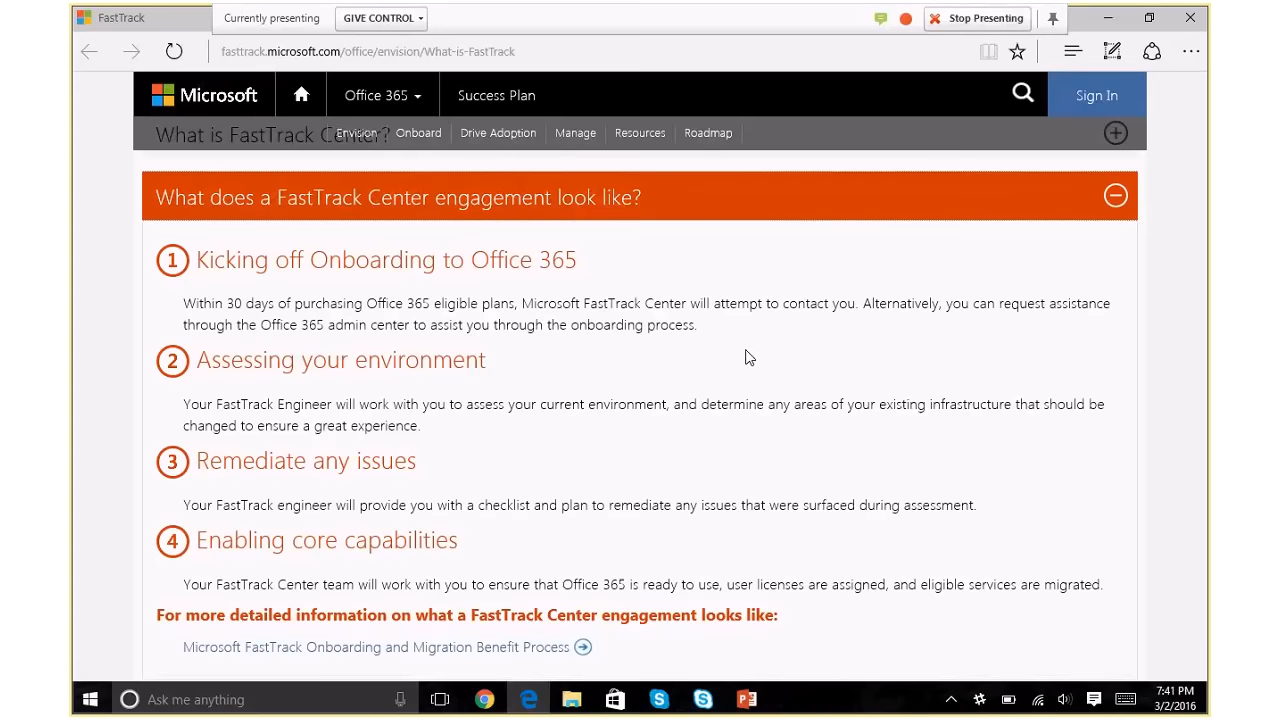 FastTrack
Currently presenting
GIVE CONTROL
Stop Presenting
fasttrack.microsoft.com/office/envision/What-is-FastTrack
Microsoft
Office 365
Success Plan
Sign In
What is FastTrack Center?
Envision
Onboard
Drive Adoption
Manage
Resources
Roadmap
What does a FastTrack Center engagement look like?
1 Kicking off Onboarding to Office 365
Within 30 days of purchasing Office 365 eligible plans, Microsoft FastTrack Center will attempt to contact you. Alternatively, you can request assistance
through the Office 365 admin center to assist you through the onboarding process.
2 Assessing your environment
Your FastTrack Engineer will work with you to assess your current environment, and determine any areas of your existing infrastructure that should be
changed to ensure a great experience.
3 Remediate any issues
Your FastTrack engineer will provide you with a checklist and plan to remediate any issues that were surfaced during assessment.
4 Enabling core capabilities
Your FastTrack Center team will work with you to ensure that Office 365 is ready to use, user licenses are assigned, and eligible services are migrated.
For more detailed information on what a FastTrack Center engagement looks like:
Microsoft FastTrack Onboarding and Migration Benefit Process
Ask me anything
7:41 PM
3/2/2016